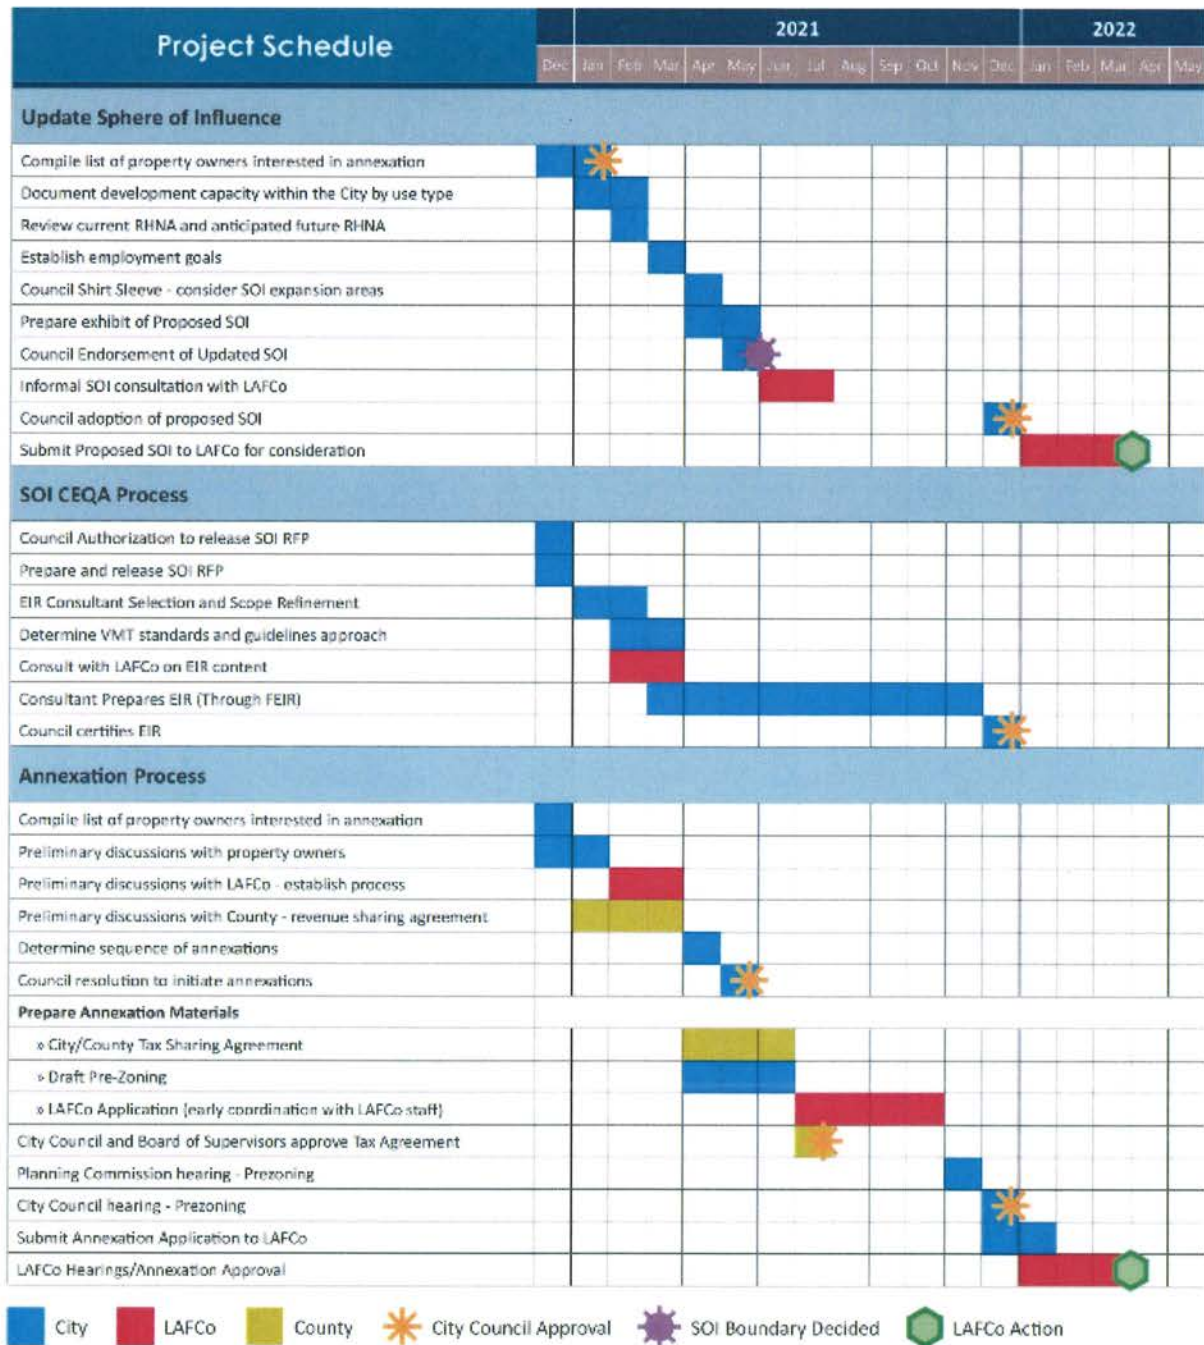 Project Schedule
2021
2022
Dec Jan Feb Mar Apr May Jun Jul Aug Sep Oct Nov Dec Jan Feb Mar Apr May
Update Sphere of Influence
Compile list of property owners interested in annexation
Document development capacity within the City by use type
Review current RHNA and anticipated future RHNA
Establish employment goals
Council Shirt Sleeve - consider SOI expansion areas
Prepare exhibit of Proposed SOI
Council Endorsement of Updated SOI
Informal SOI consultation with LAFCo
Council adoption of proposed SOI
Submit Proposed SOI to LAFCo for consideration
SOI CEQA Process
Council Authorization to release SOI RFP
Prepare and release SOI RFP
EIR Consultant Selection and Scope Refinement
Determine VMT standards and guidelines approach
Consult with LAFCo on EIR content
Consultant Prepares EIR (Through FEIR)
Council certifies EIR
Annexation Process
Compile list of property owners interested in annexation
Preliminary discussions with property owners
Preliminary discussions with LAFCo - establish process
Preliminary discussions with County - revenue sharing agreement
Determine sequence of annexations
Council resolution to initiate annexations
Prepare Annexation Materials
» City/County Tax Sharing Agreement
» Draft Pre-Zoning
» LAFCo Application (early coordination with LAFCo staff)
City Council and Board of Supervisors approve Tax Agreement
Planning Commission hearing - Prezoning
City Council hearing - Prezoning
Submit Annexation Application to LAFCo
LAFCo Hearings/Annexation Approval
City LAFCo County City Council Approval SOI Boundary Decided LAFCo Action